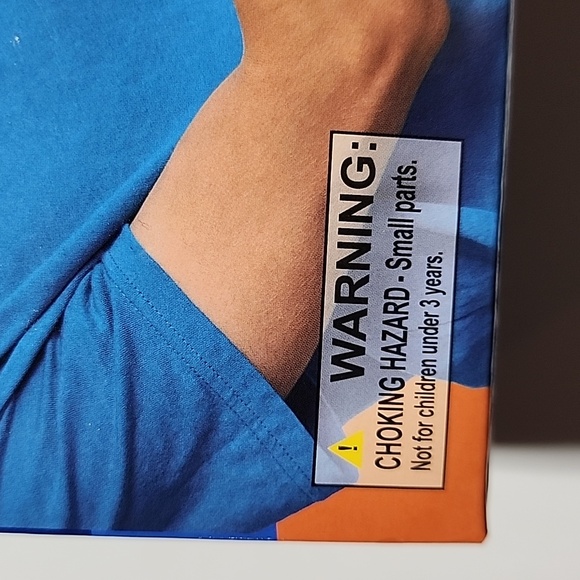 WARNING:
CHOKING HAZARD - Small parts.
Not for children under 3 years.